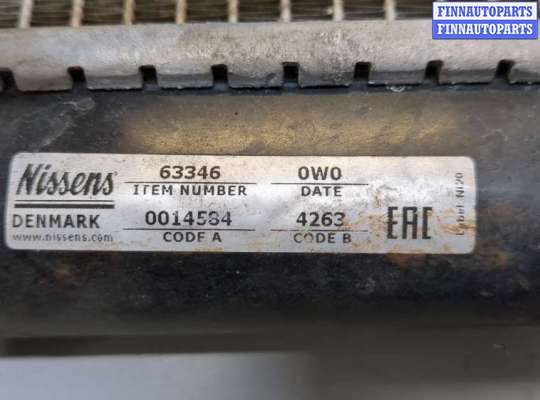 FINNAUTOPARTS
FINNAUTOPARTS
Nissens
63346
0W0
ITEM NUMBER
DATE
DENMARK
0014584
4263
www.nissens.com
CODE A
CODE B
EAC